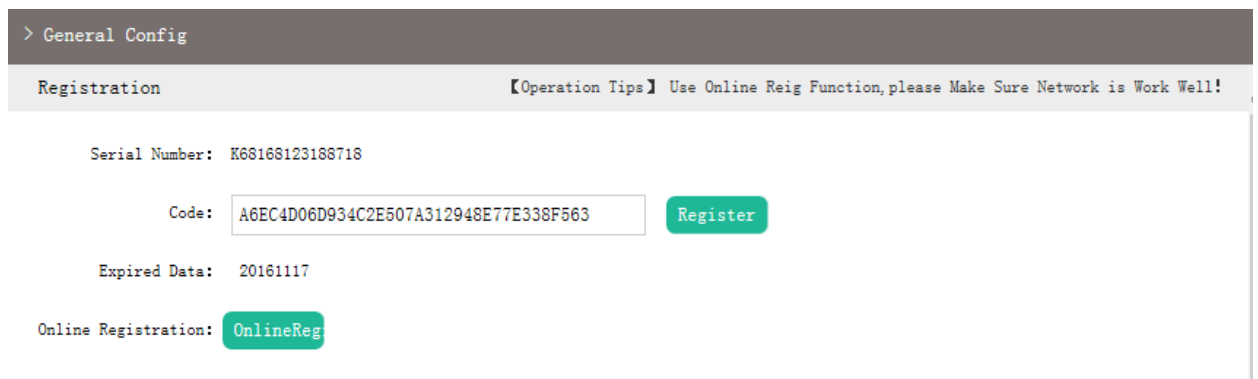 > General Config
Registration 【Operation Tips】 Use Online Reig Function,please Make Sure Network is Work Well!
Serial Number: K68168123188718
Code: A6EC4D06D934C2E507A312948E77E338F563 Register
Expired Data: 20161117
Online Registration: OnlineReg